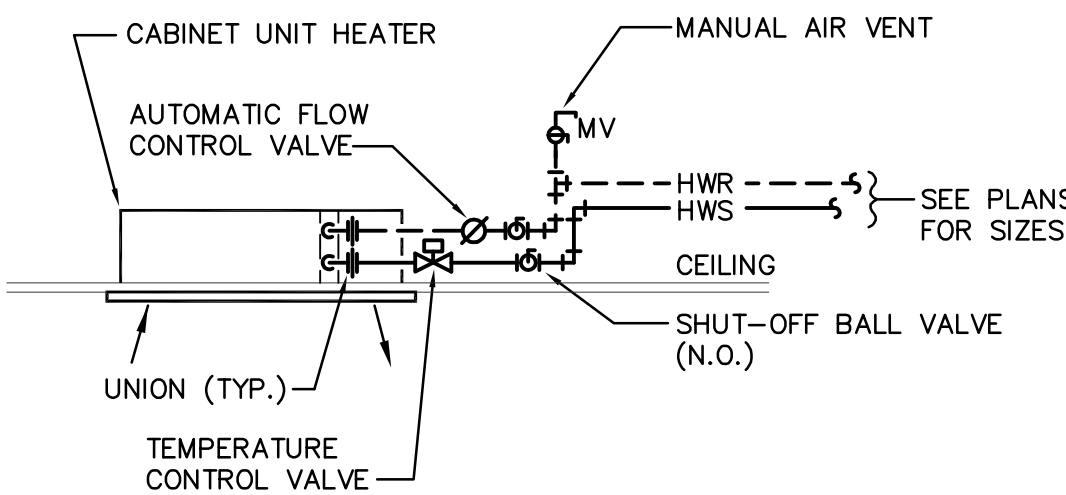 CABINET UNIT HEATER
MANUAL AIR VENT
AUTOMATIC FLOW
CONTROL VALVE
MV
HWR
HWS
SEE PLANS
FOR SIZES
CEILING
SHUT-OFF BALL VALVE
(N.O.)
UNION (TYP.)
TEMPERATURE
CONTROL VALVE